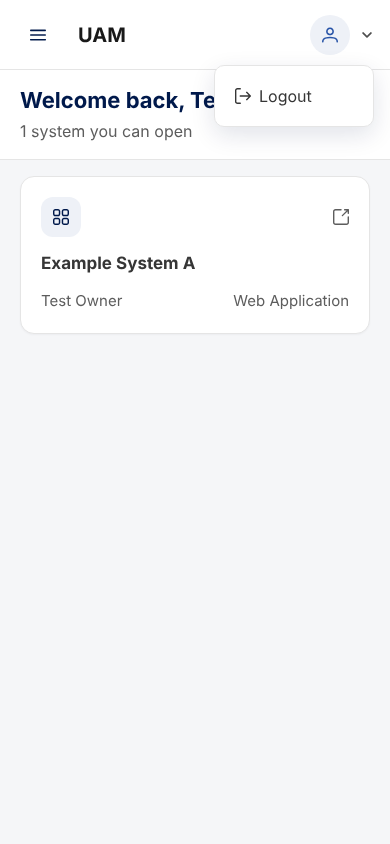 UAM
Welcome back, Te
Logout
1 system you can open
Example System A
Test Owner
Web Application